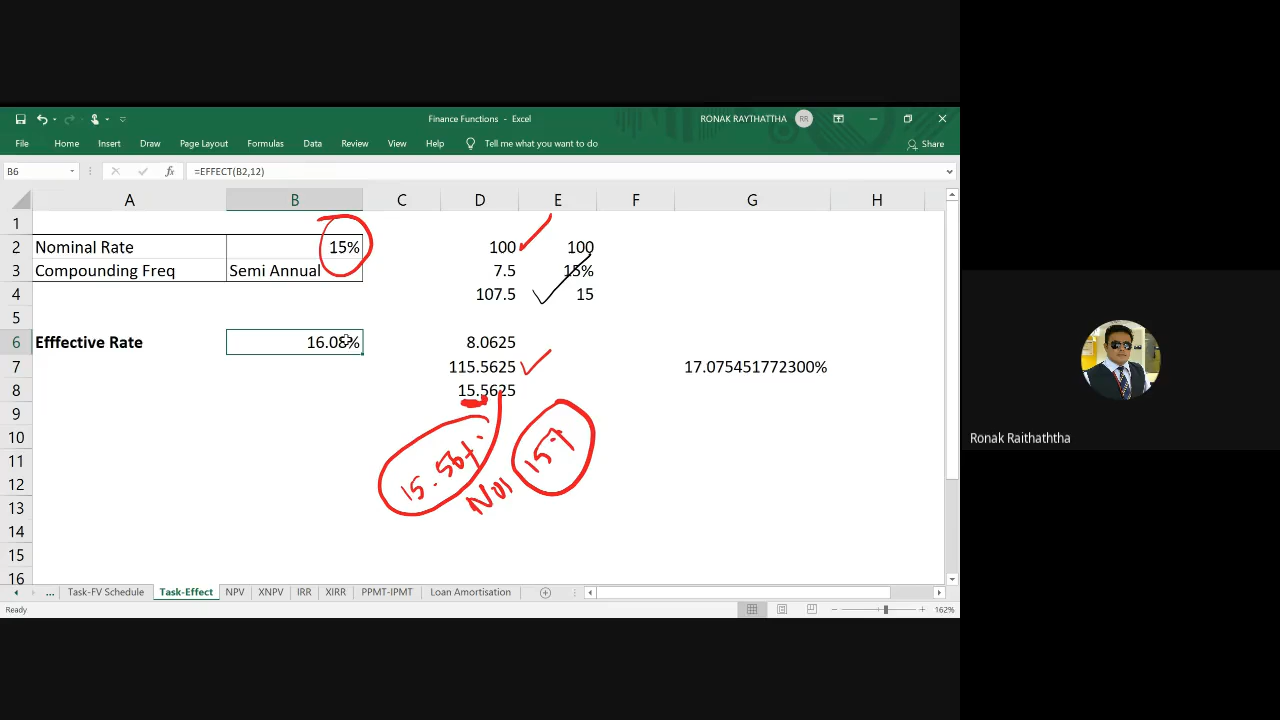 Finance Functions - Excel
RONAK RAYTHATTHA RR
File Home Insert Draw Page Layout Formulas Data Review View Help Tell me what you want to do Share
B6 fx =EFFECT(B2,12)
A B C D E F G H
1
2 Nominal Rate 15% 100 100
3 Compounding Freq Semi Annual 7.5 15%
4 107.5 15
5
6 Efffective Rate 16.08% 8.0625
7 115.5625 17.075451772300%
8 15.5625
9
10
11 15.56%. 15%
12
13
14
15
16
... Task-FV Schedule Task-Effect NPV XNPV IRR XIRR PPMT-IPMT Loan Amortisation
Ready 162%
Ronak Raithaththa